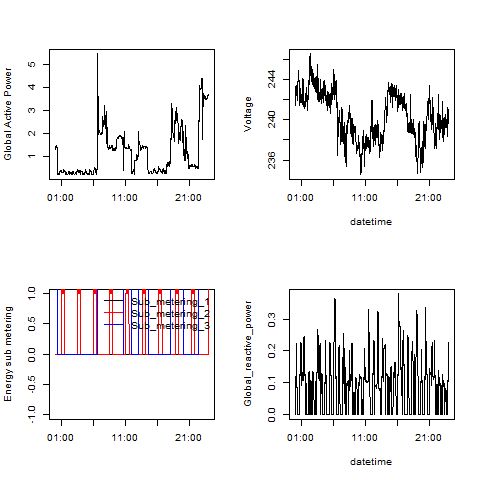 Global Active Power
5
4
3
2
1
01:00 11:00 21:00
Voltage
244
240
236
01:00 11:00 21:00
datetime
Energy sub metering
1.0
0.5
0.0
-0.5
-1.0
Sub_metering_1
Sub_metering_2
Sub_metering_3
01:00 11:00 21:00
Global_reactive_power
0.3
0.2
0.1
0.0
01:00 11:00 21:00
datetime